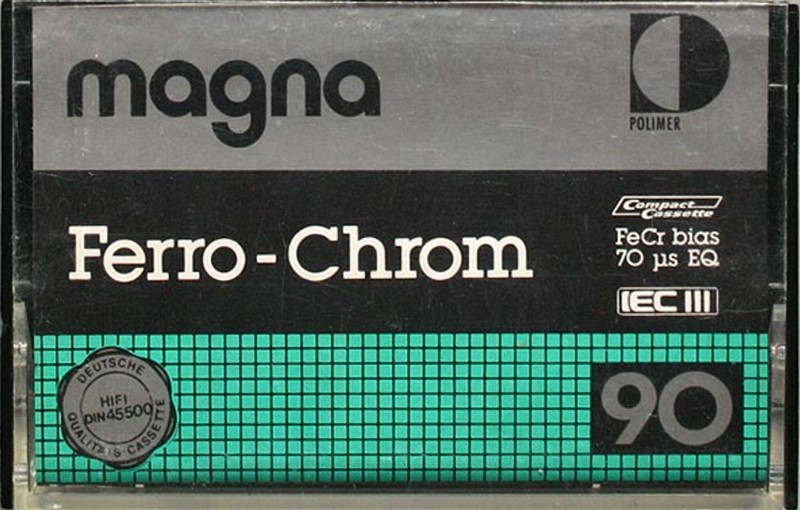 magna
POLIMER
Ferro-Chrom
Compact
Cassette
FeCr bias
70 µs EQ
IEC III
DEUTSCHE
HIFI
DIN 45500
QUALITÄTS CASSETTE
90